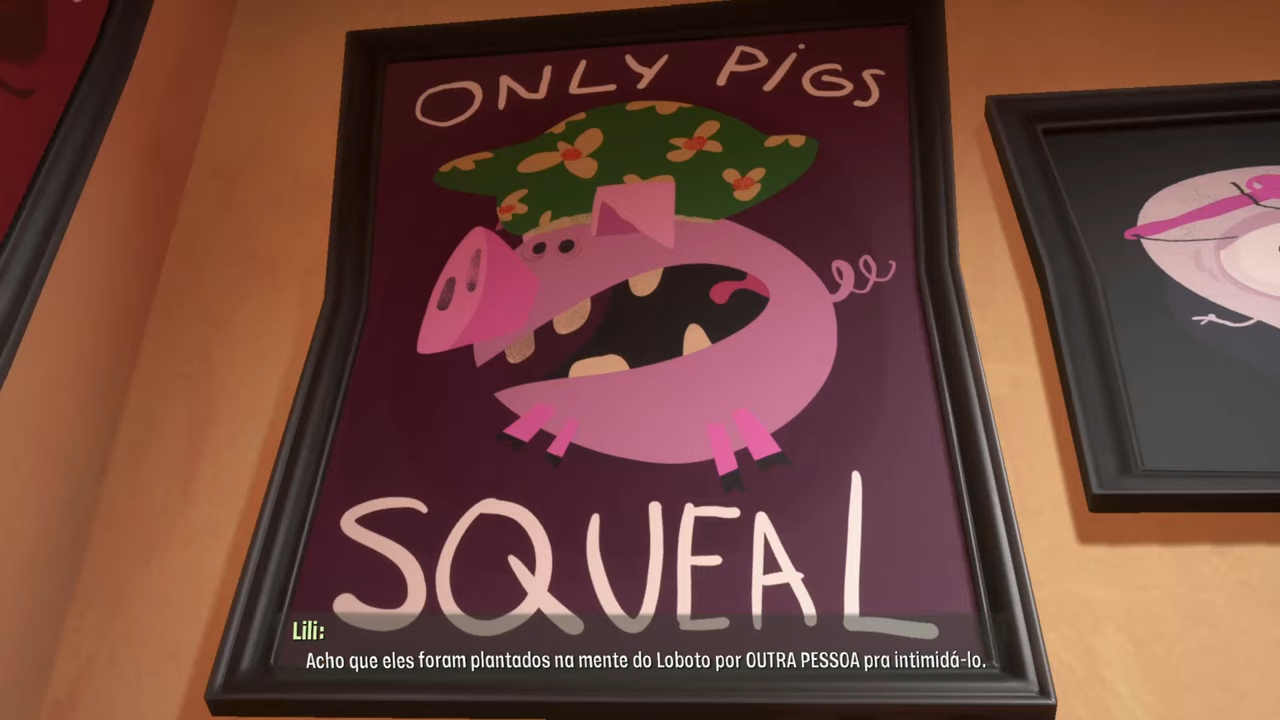 ONLY PiGS
SQUEAL
Lili:
Acho que eles foram plantados na mente do Loboto por OUTRA PESSOA pra intimidá-lo.